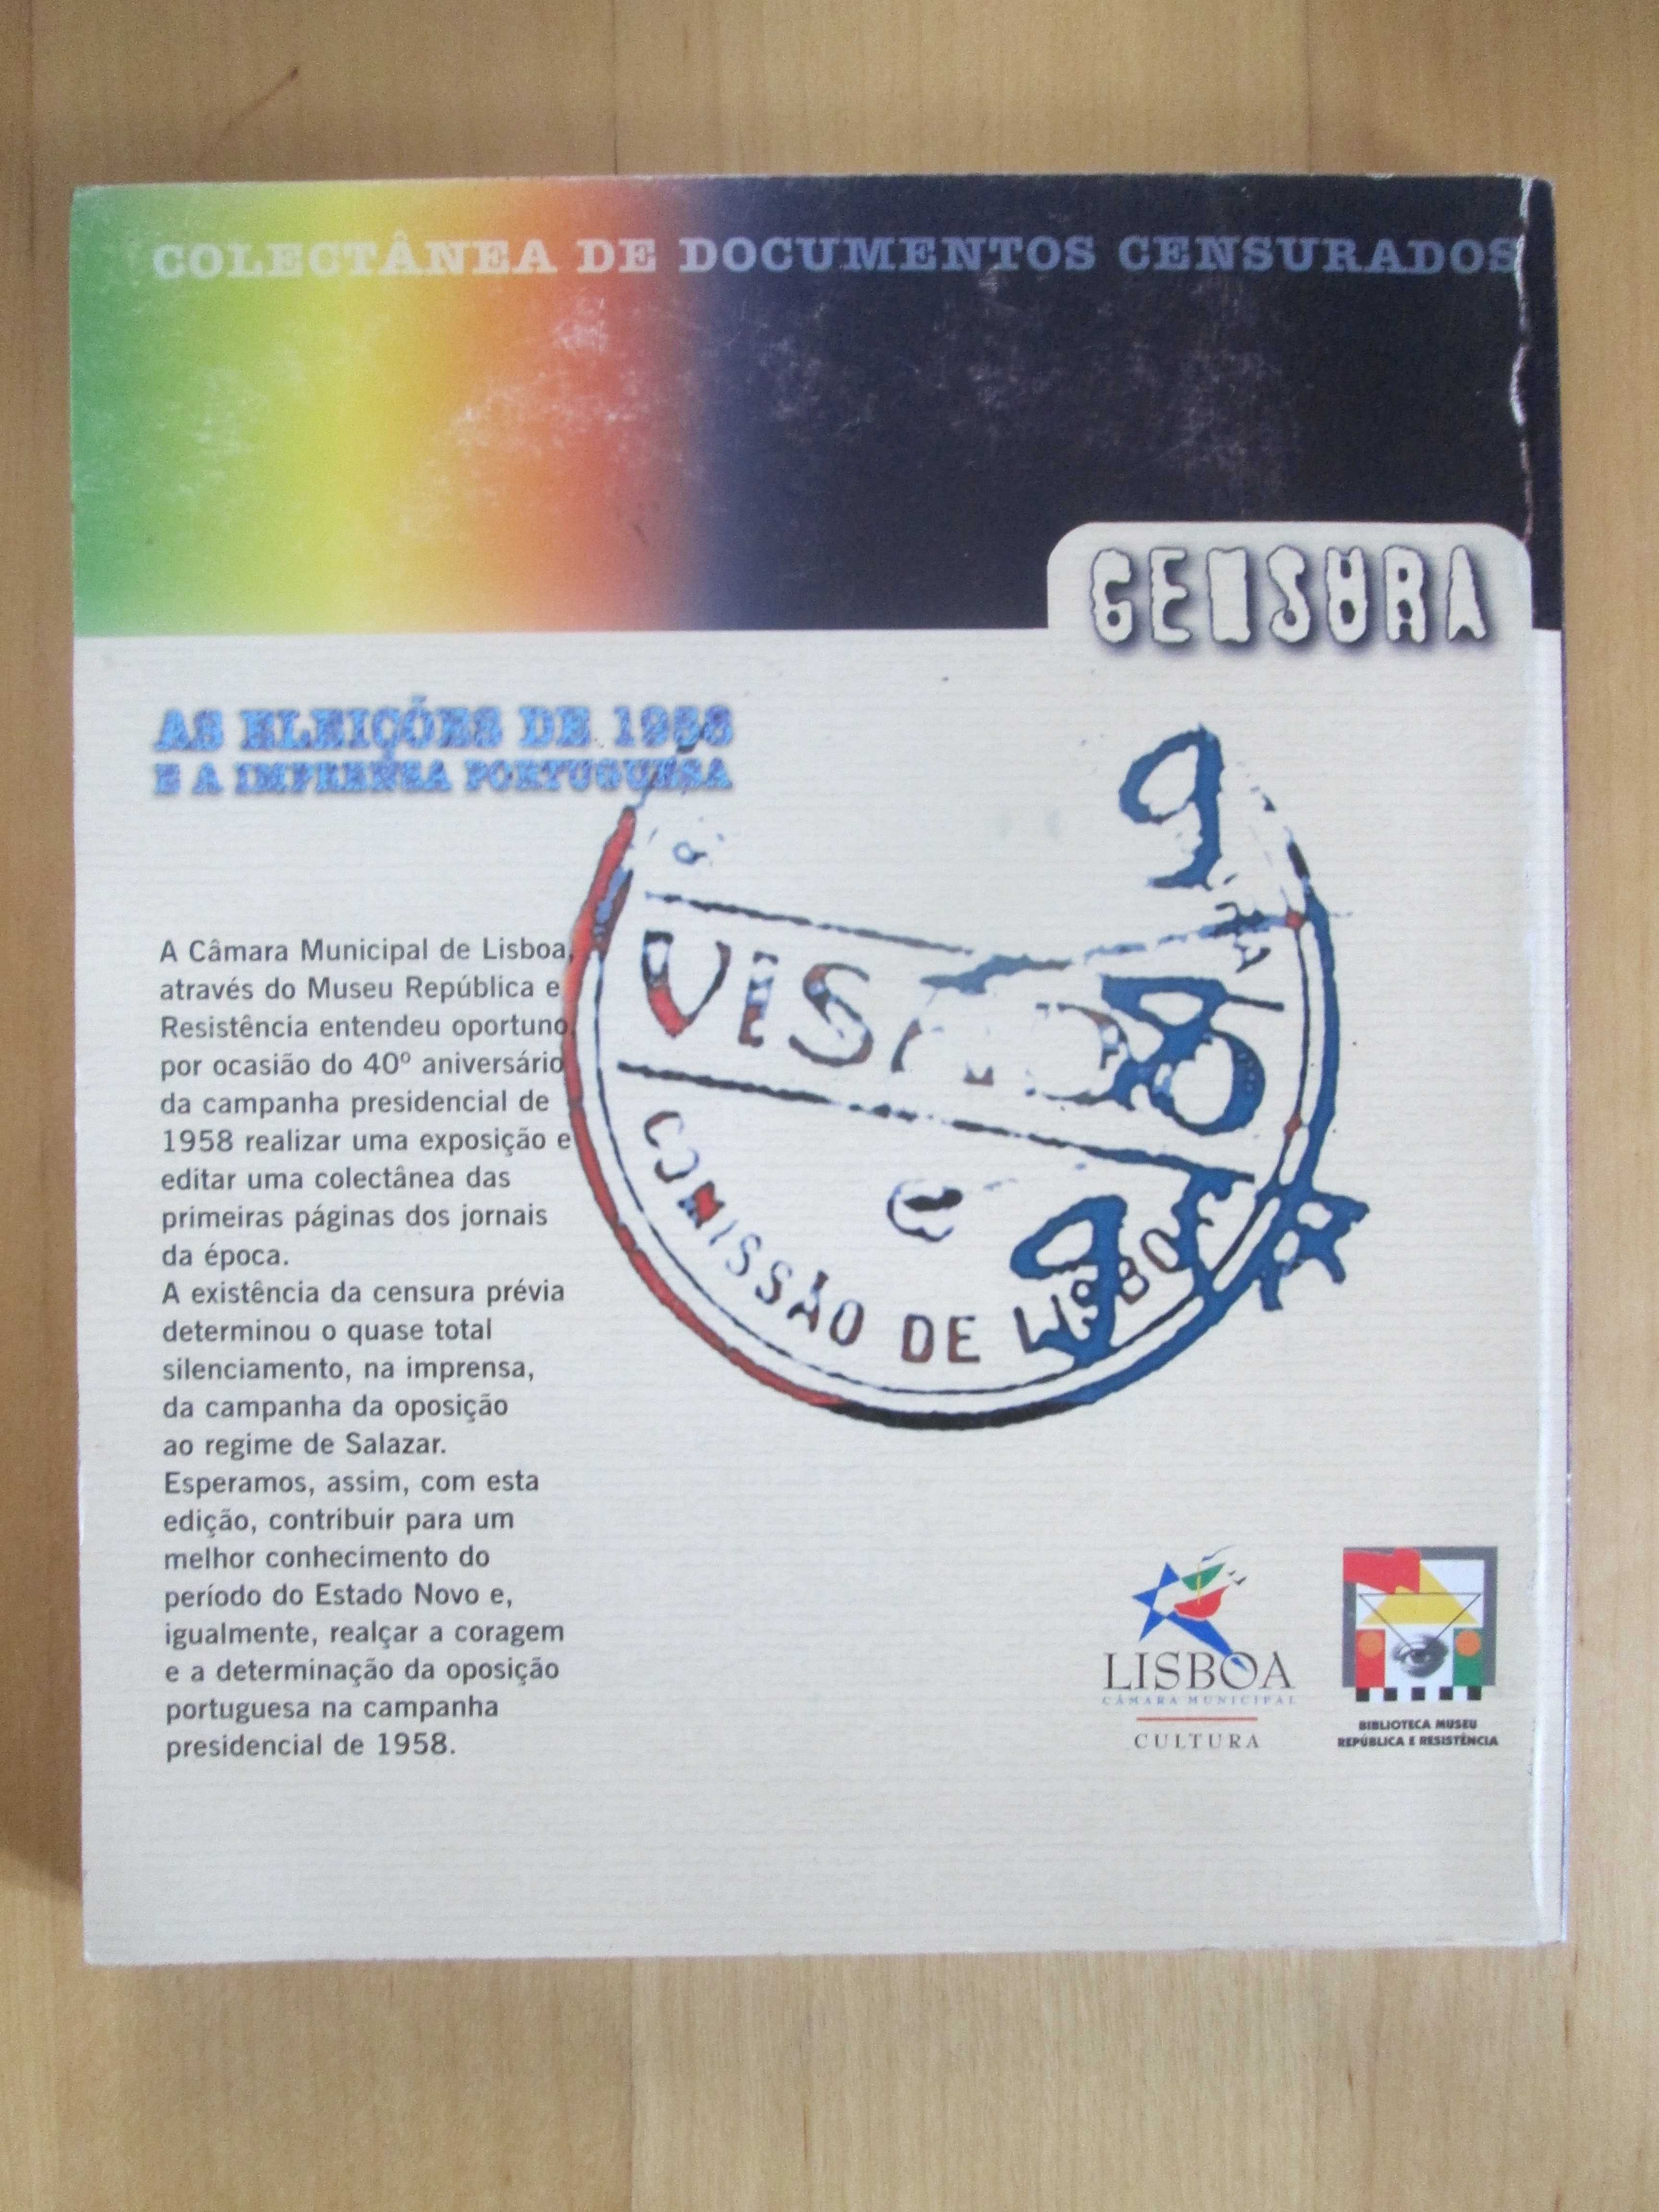 COLECTÂNEA DE DOCUMENTOS CENSURADOS
CENSURA
AS ELEIÇÕES DE 1958
E A IMPRENSA PORTUGUESA
A Câmara Municipal de Lisboa,
através do Museu República e
Resistência entendeu oportuno,
por ocasião do 40º aniversário
da campanha presidencial de
1958 realizar uma exposição e
editar uma colectânea das
primeiras páginas dos jornais
da época.
A existência da censura prévia
determinou o quase total
silenciamento, na imprensa,
da campanha da oposição
ao regime de Salazar.
Esperamos, assim, com esta
edição, contribuir para um
melhor conhecimento do
período do Estado Novo e,
igualmente, realçar a coragem
e a determinação da oposição
portuguesa na campanha
presidencial de 1958.
VISADO
COMISSÃO DE LISBOA
LISBOA
CÂMARA MUNICIPAL
CULTURA
BIBLIOTECA MUSEU
REPÚBLICA E RESISTÊNCIA